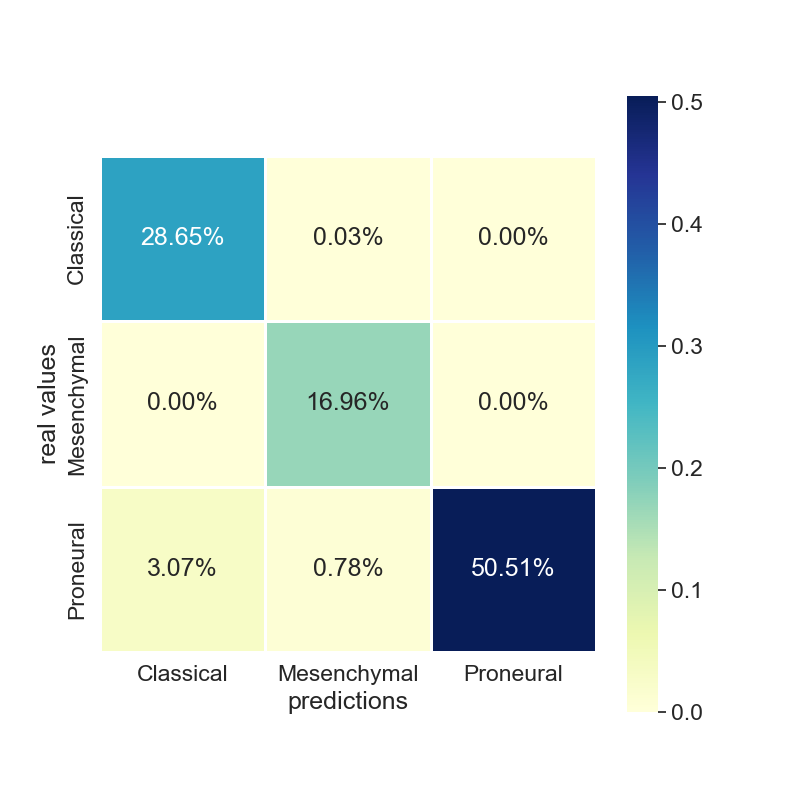 real values
Classical
28.65%
0.03%
0.00%
Mesenchymal
0.00%
16.96%
0.00%
Proneural
3.07%
0.78%
50.51%
Classical
Mesenchymal
Proneural
predictions
0.5
0.4
0.3
0.2
0.1
0.0